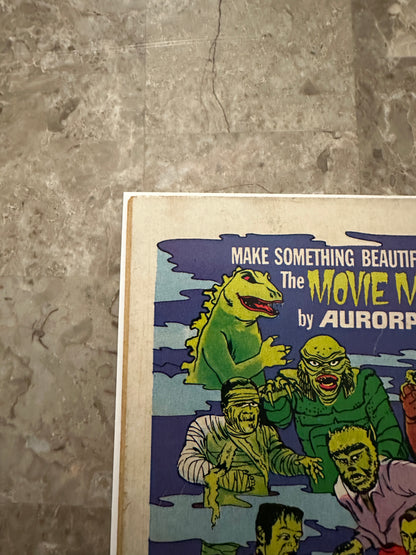 MAKE SOMETHING BEAUTIF
The MOVIE M
by AURORA